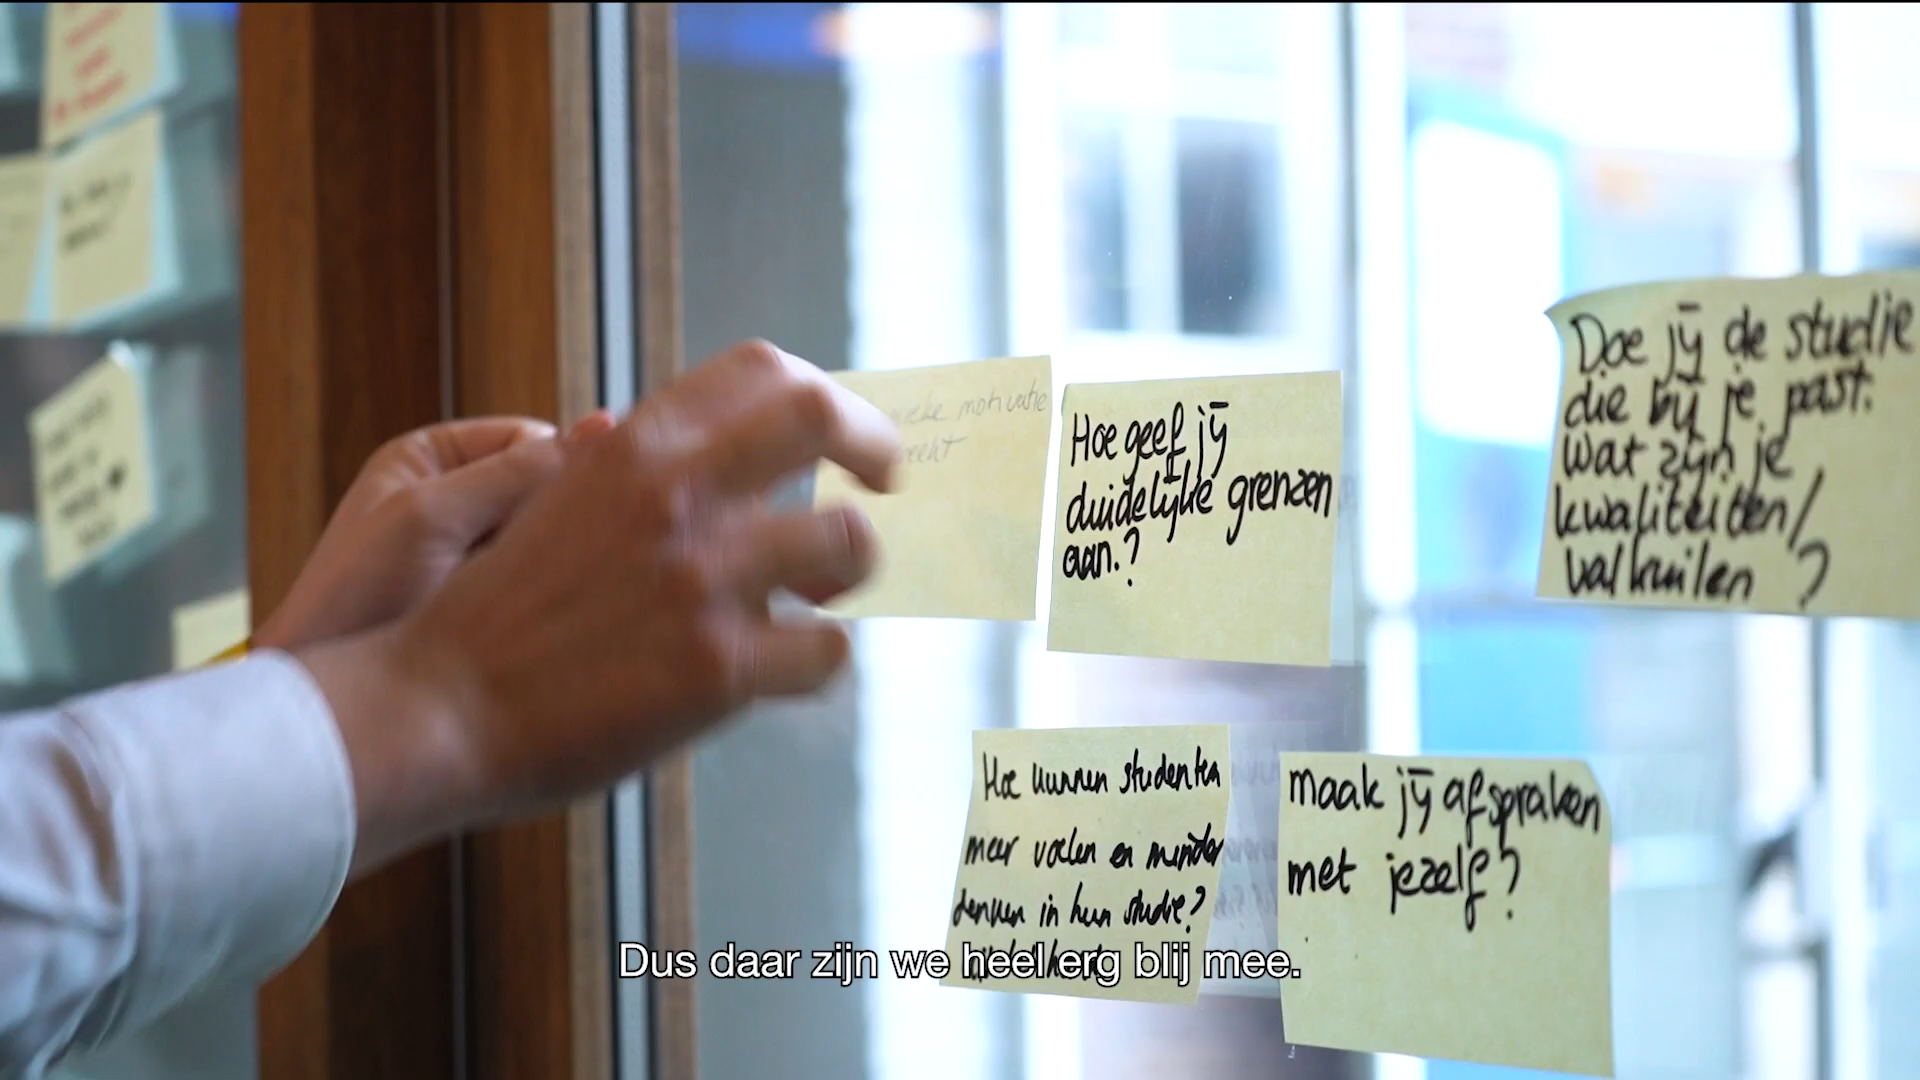 motivatie
Hoe geef jij
duidelijke grenzen
aan.?
Doe jij de studie
die bij je past.
Wat zijn je
kwaliteiten/
valkuilen ?
Hoe kunnen studenten
meer voelen en minder
denken in hun studie?
maak jij afspraken
met jezelf?
Dus daar zijn we heel erg blij mee.